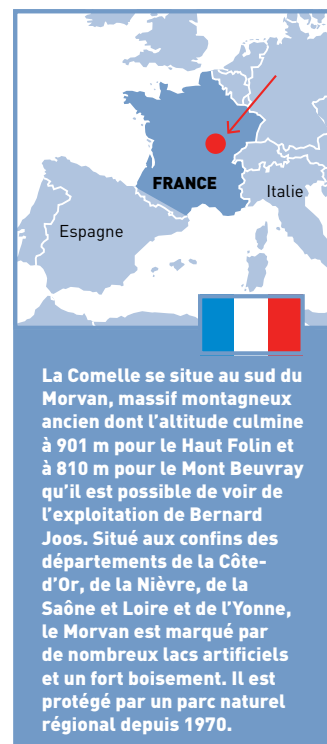 FRANCE
Italie
Espagne
La Comelle se situe au sud du
Morvan, massif montagneux
ancien dont l'altitude culmine
à 901 m pour le Haut Folin et
à 810 m pour le Mont Beuvray
qu'il est possible de voir de
l'exploitation de Bernard
Joos. Situé aux confins des
départements de la Côte-
d'Or, de la Nièvre, de la
Saône et Loire et de l'Yonne,
le Morvan est marqué par
de nombreux lacs artificiels
et un fort boisement. Il est
protégé par un parc naturel
régional depuis 1970.